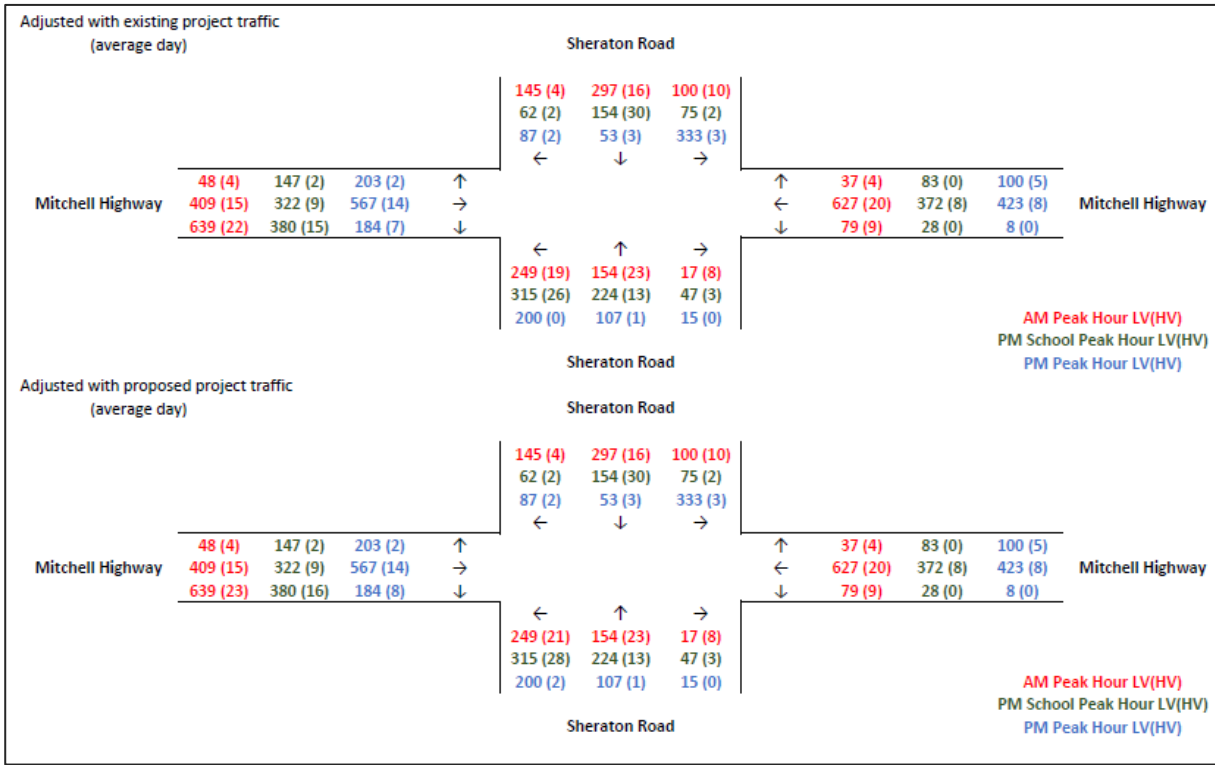 Adjusted with existing project traffic
(average day)
Sheraton Road
145 (4) 297 (16) 100 (10)
62 (2) 154 (30) 75 (2)
87 (2) 53 (3) 333 (3)
← ↓ →
48 (4) 147 (2) 203 (2) ↑ ↑ 37 (4) 83 (0) 100 (5)
Mitchell Highway 409 (15) 322 (9) 567 (14) → ← 627 (20) 372 (8) 423 (8) Mitchell Highway
639 (22) 380 (15) 184 (7) ↓ ↓ 79 (9) 28 (0) 8 (0)
← ↑ →
249 (19) 154 (23) 17 (8)
315 (26) 224 (13) 47 (3)
200 (0) 107 (1) 15 (0)
AM Peak Hour LV(HV)
PM School Peak Hour LV(HV)
PM Peak Hour LV(HV)
Sheraton Road
Adjusted with proposed project traffic
(average day)
Sheraton Road
145 (4) 297 (16) 100 (10)
62 (2) 154 (30) 75 (2)
87 (2) 53 (3) 333 (3)
← ↓ →
48 (4) 147 (2) 203 (2) ↑ ↑ 37 (4) 83 (0) 100 (5)
Mitchell Highway 409 (15) 322 (9) 567 (14) → ← 627 (20) 372 (8) 423 (8) Mitchell Highway
639 (23) 380 (16) 184 (8) ↓ ↓ 79 (9) 28 (0) 8 (0)
← ↑ →
249 (21) 154 (23) 17 (8)
315 (28) 224 (13) 47 (3)
200 (2) 107 (1) 15 (0)
AM Peak Hour LV(HV)
PM School Peak Hour LV(HV)
PM Peak Hour LV(HV)
Sheraton Road